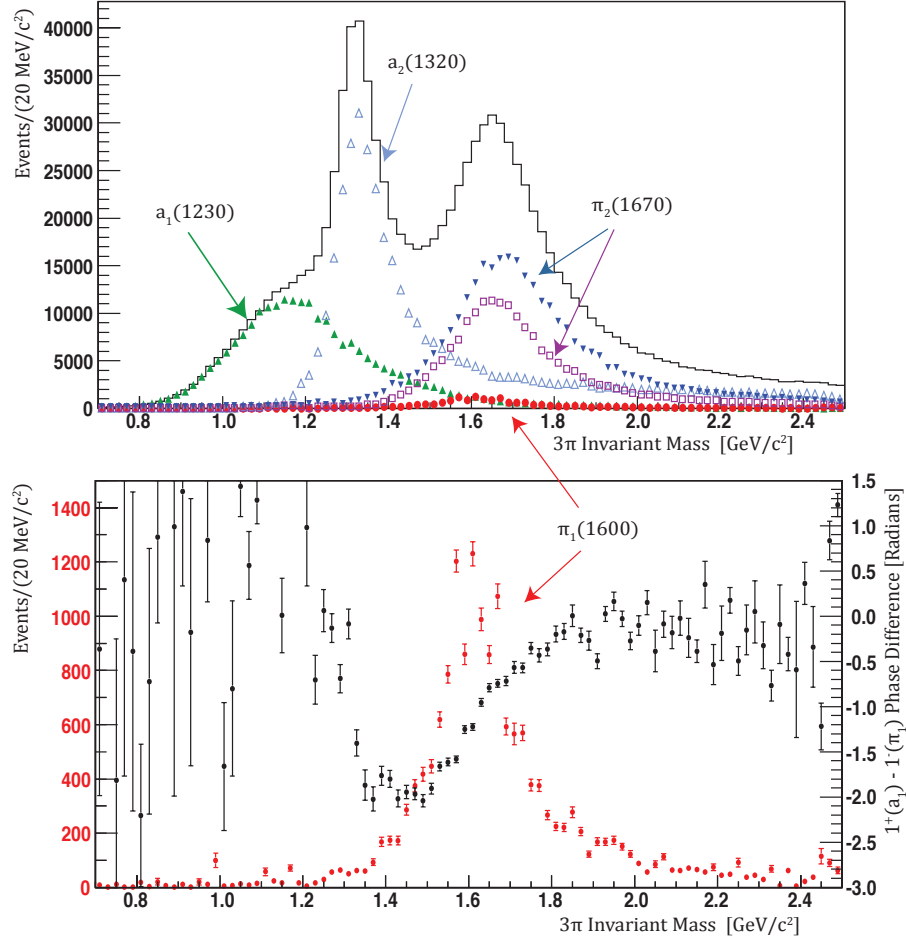 Events/(20 MeV/c²)
40000
35000
30000
25000
20000
15000
10000
5000
0
a₂(1320)
a₁(1230)
π₂(1670)
0.8 1.0 1.2 1.4 1.6 1.8 2.0 2.2 2.4
3π Invariant Mass [GeV/c²]
Events/(20 MeV/c²)
1400
1200
1000
800
600
400
200
0
π₁(1600)
1.5
1.0
0.5
0.0
-0.5
-1.0
-1.5
-2.0
-2.5
-3.0
1⁺(a₁) - 1⁻(π₁) Phase Difference [Radians]
0.8 1.0 1.2 1.4 1.6 1.8 2.0 2.2 2.4
3π Invariant Mass [GeV/c²]